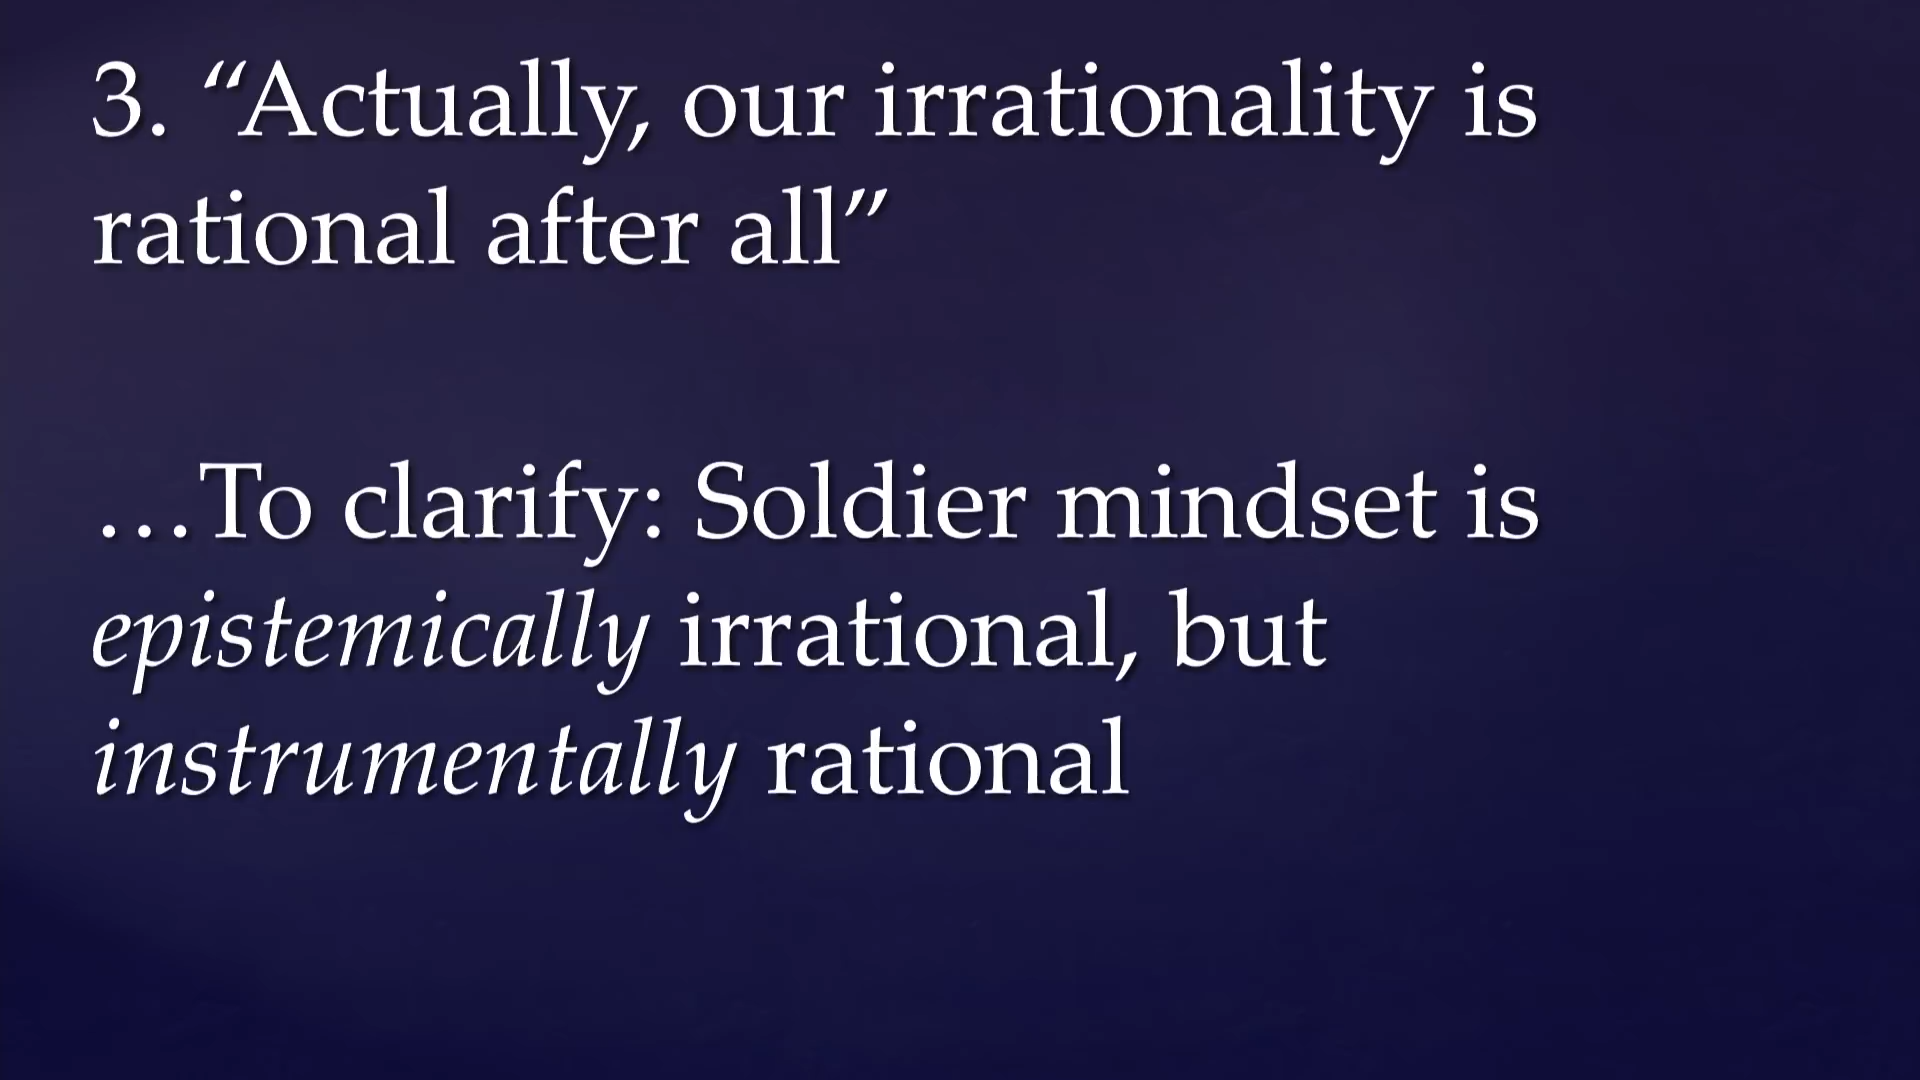 3. “Actually, our irrationality is
rational after all”
…To clarify: Soldier mindset is
epistemically irrational, but
instrumentally rational